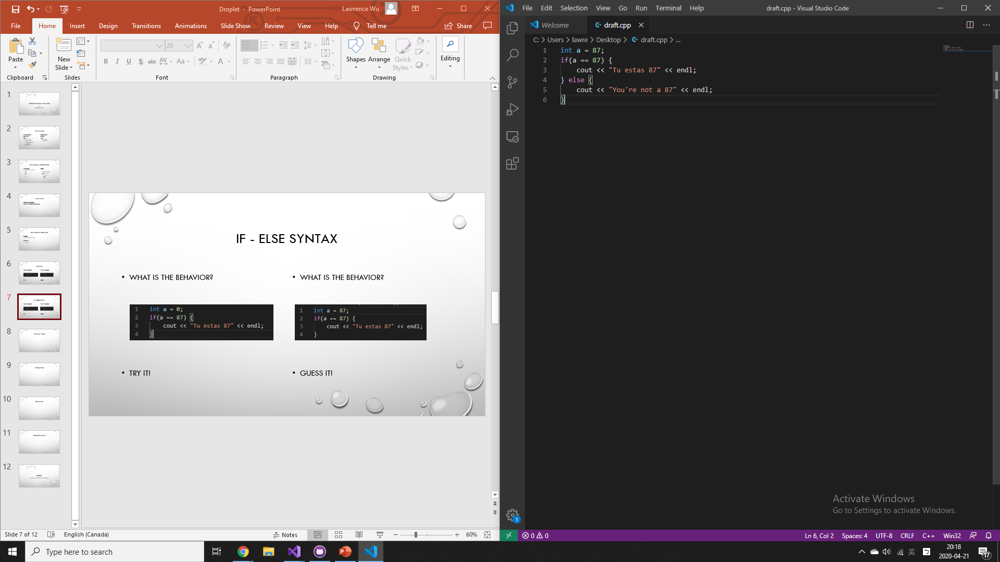 Droplet - PowerPoint
Lawrence Wu
File Home Insert Design Transitions Animations Slide Show Review View Help Tell me Share
Paste
Clipboard
New
Slide
Slides
20
B I U S abc AV Aa A
Font
Paragraph
Shapes
Arrange
Quick
Styles
Drawing
Editing
1
2
3
4
5
6
7
8
9
10
11
12
IF - ELSE SYNTAX
• WHAT IS THE BEHAVIOR?
1 int a = 0;
2 if(a == 87) {
3 cout << "Tu estas 87" << endl;
4 }
• TRY IT!
• WHAT IS THE BEHAVIOR?
1 int a = 87;
2 if(a == 87) {
3 cout << "Tu estas 87" << endl;
4 }
• GUESS IT!
Slide 7 of 12 English (Canada) Notes 60%
File Edit Selection View Go Run Terminal Help
draft.cpp - Visual Studio Code
Welcome
draft.cpp
C: > Users > lawre > Desktop > draft.cpp > ...
1 int a = 87;
2 if(a == 87) {
3 cout << "Tu estas 87" << endl;
4 } else {
5 cout << "You're not a 87" << endl;
6 }
Activate Windows
Go to Settings to activate Windows.
1
0 0 Ln 6, Col 2 Spaces: 4 UTF-8 CRLF C++ Win32
Type here to search
英
20:18
2020-04-21
17